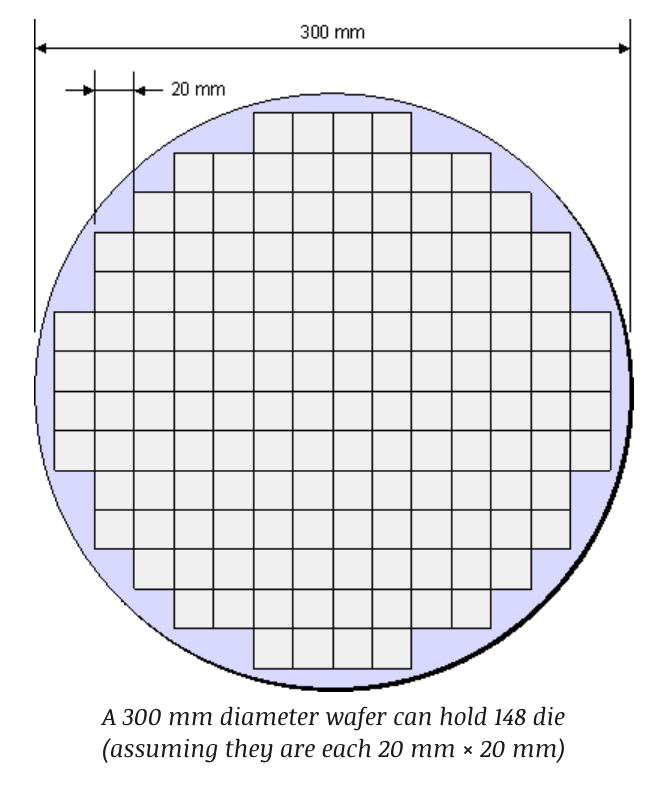 300 mm
20 mm
A 300 mm diameter wafer can hold 148 die
(assuming they are each 20 mm × 20 mm)